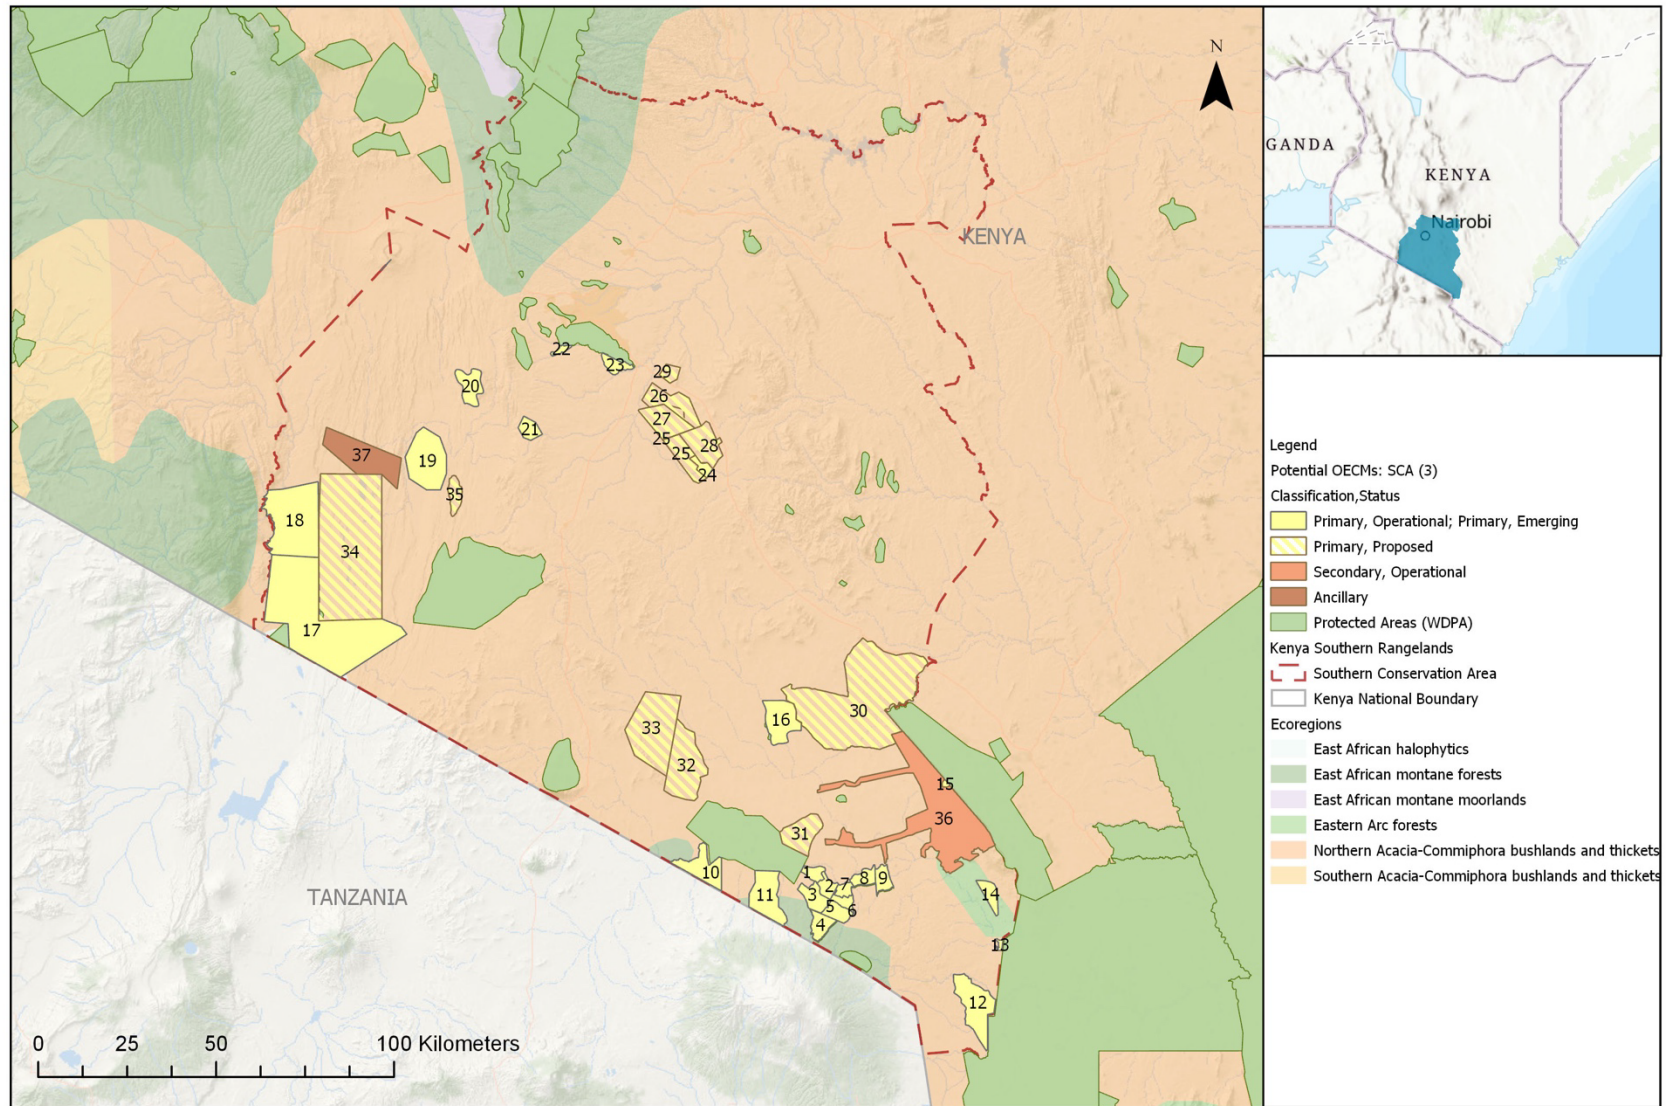 N
KENYA
TANZANIA
22
23
29
20
26
27
21
25
28
25
24
37
19
35
18
34
17
30
16
33
32
15
36
31
10
1
2
7
8
9
11
3
5
6
4
14
13
12
0 25 50 100 Kilometers
GANDA
KENYA
Nairobi
Legend
Potential OECMs: SCA (3)
Classification,Status
Primary, Operational; Primary, Emerging
Primary, Proposed
Secondary, Operational
Ancillary
Protected Areas (WDPA)
Kenya Southern Rangelands
Southern Conservation Area
Kenya National Boundary
Ecoregions
East African halophytics
East African montane forests
East African montane moorlands
Eastern Arc forests
Northern Acacia-Commiphora bushlands and thickets
Southern Acacia-Commiphora bushlands and thickets